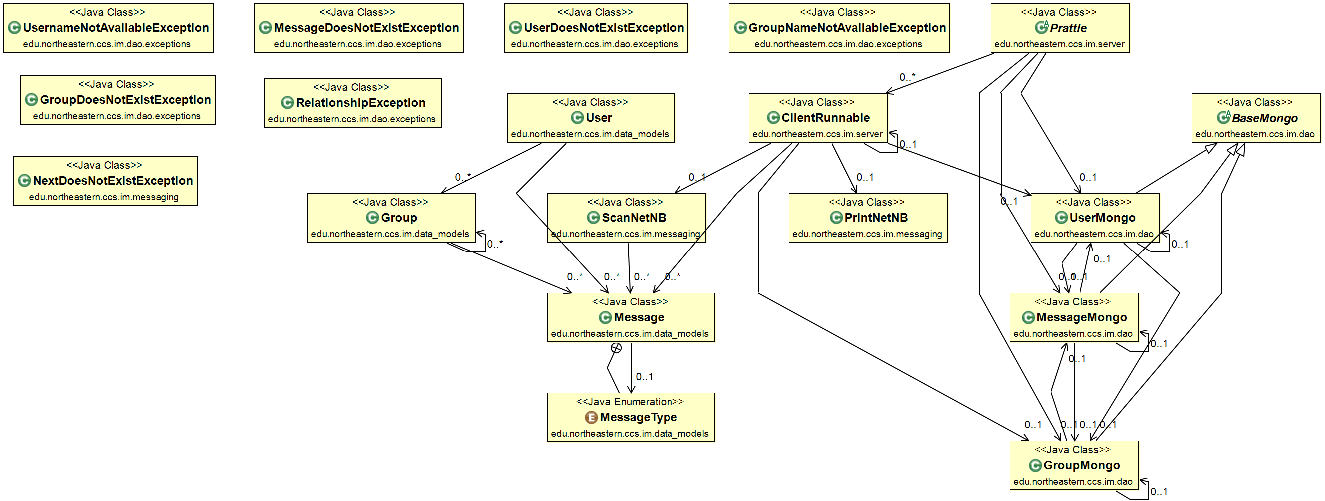 <<Java Class>>
UsernameNotAvailableException
edu.northeastern.ccs.im.dao.exceptions
<<Java Class>>
MessageDoesNotExistException
edu.northeastern.ccs.im.dao.exceptions
<<Java Class>>
UserDoesNotExistException
edu.northeastern.ccs.im.dao.exceptions
<<Java Class>>
GroupNameNotAvailableException
edu.northeastern.ccs.im.dao.exceptions
<<Java Class>>
Prattle
edu.northeastern.ccs.im.server
<<Java Class>>
GroupDoesNotExistException
edu.northeastern.ccs.im.dao.exceptions
<<Java Class>>
RelationshipException
edu.northeastern.ccs.im.dao.exceptions
0..*
<<Java Class>>
User
edu.northeastern.ccs.im.data_models
<<Java Class>>
ClientRunnable
edu.northeastern.ccs.im.server
0..1
<<Java Class>>
BaseMongo
edu.northeastern.ccs.im.dao
<<Java Class>>
NextDoesNotExistException
edu.northeastern.ccs.im.messaging
0..*
0..1
0..1
0..1
0..1
0..1
<<Java Class>>
Group
edu.northeastern.ccs.im.data_models
0..*
<<Java Class>>
ScanNetNB
edu.northeastern.ccs.im.messaging
<<Java Class>>
PrintNetNB
edu.northeastern.ccs.im.messaging
<<Java Class>>
UserMongo
edu.northeastern.ccs.im.dao
0..1
0..1
0..*
0..*
0..*
0..*
0..1
0..1
<<Java Class>>
Message
edu.northeastern.ccs.im.data_models
<<Java Class>>
MessageMongo
edu.northeastern.ccs.im.dao
0..1
0..1
0..1
<<Java Enumeration>>
MessageType
edu.northeastern.ccs.im.data_models
0..1
0..1
0..1
0..1
<<Java Class>>
GroupMongo
edu.northeastern.ccs.im.dao
0..1